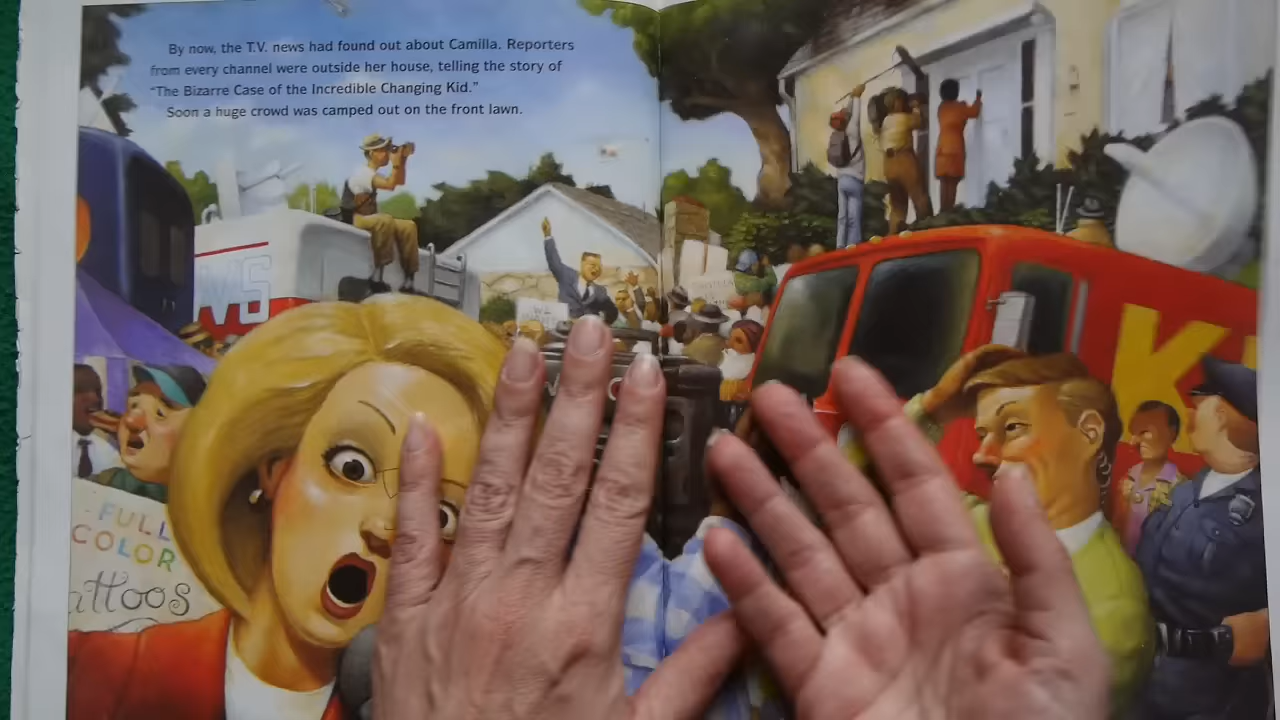 By now, the T.V. news had found out about Camilla. Reporters
from every channel were outside her house, telling the story of
"The Bizarre Case of the Incredible Changing Kid."
Soon a huge crowd was camped out on the front lawn.
FULL
COLOR
attoos
K